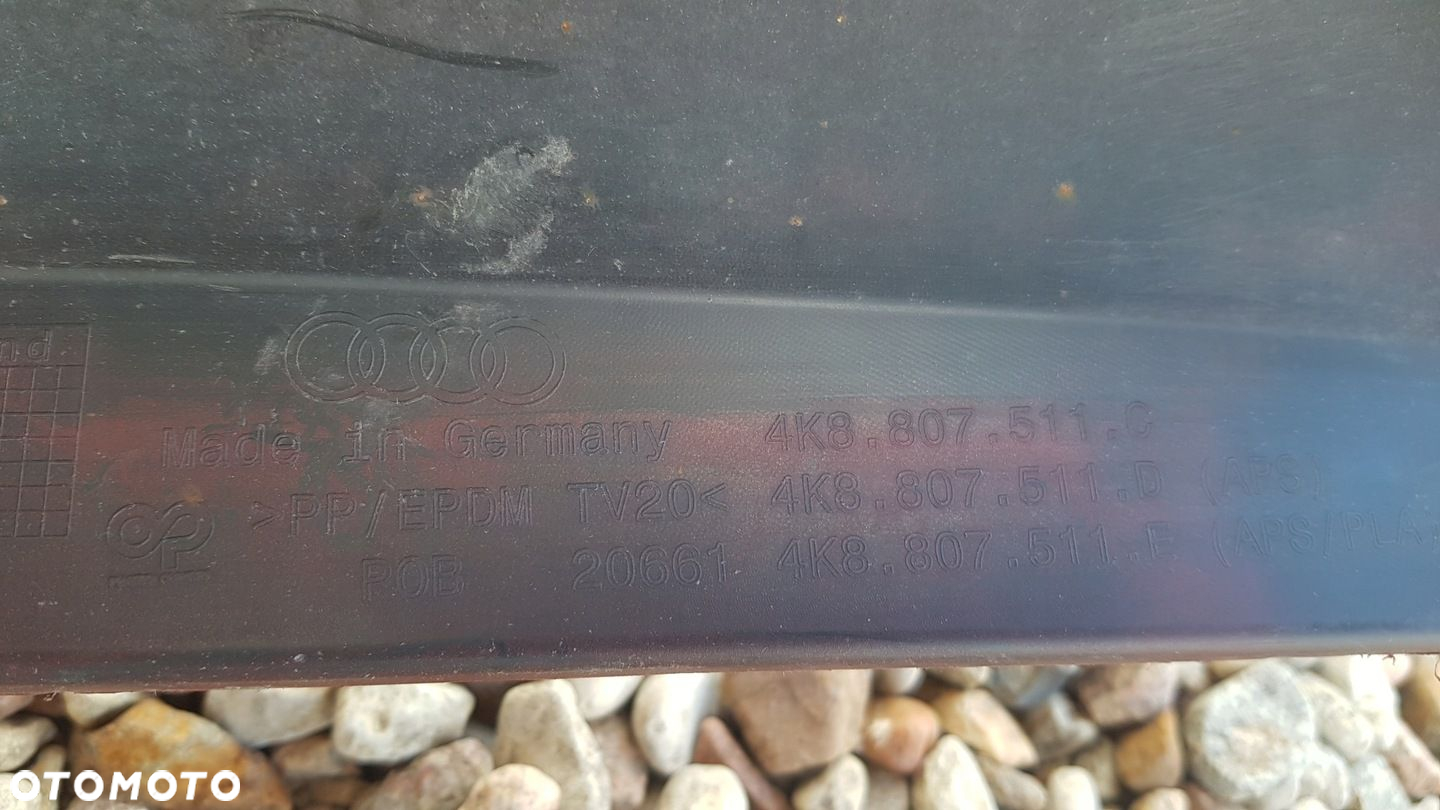 nd
Made in Germany 4K8.807.511.C
>PP/EPDM TV20< 4K8.807.511.D (APS)
ROB 20661 4K8.807.511.E (APS/PLA
OTOMOTO